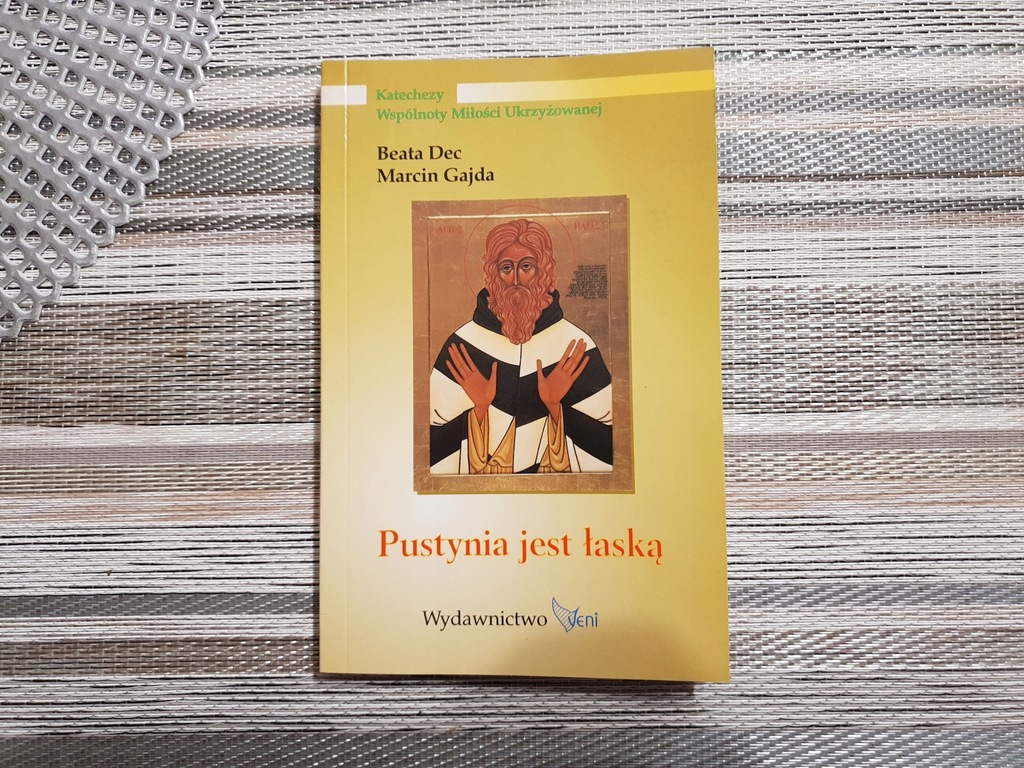 Katechezy
Wspólnoty Miłości Ukrzyżowanej
Beata Dec
Marcin Gajda
Pustynia jest łaską
Wydawnictwo Veni